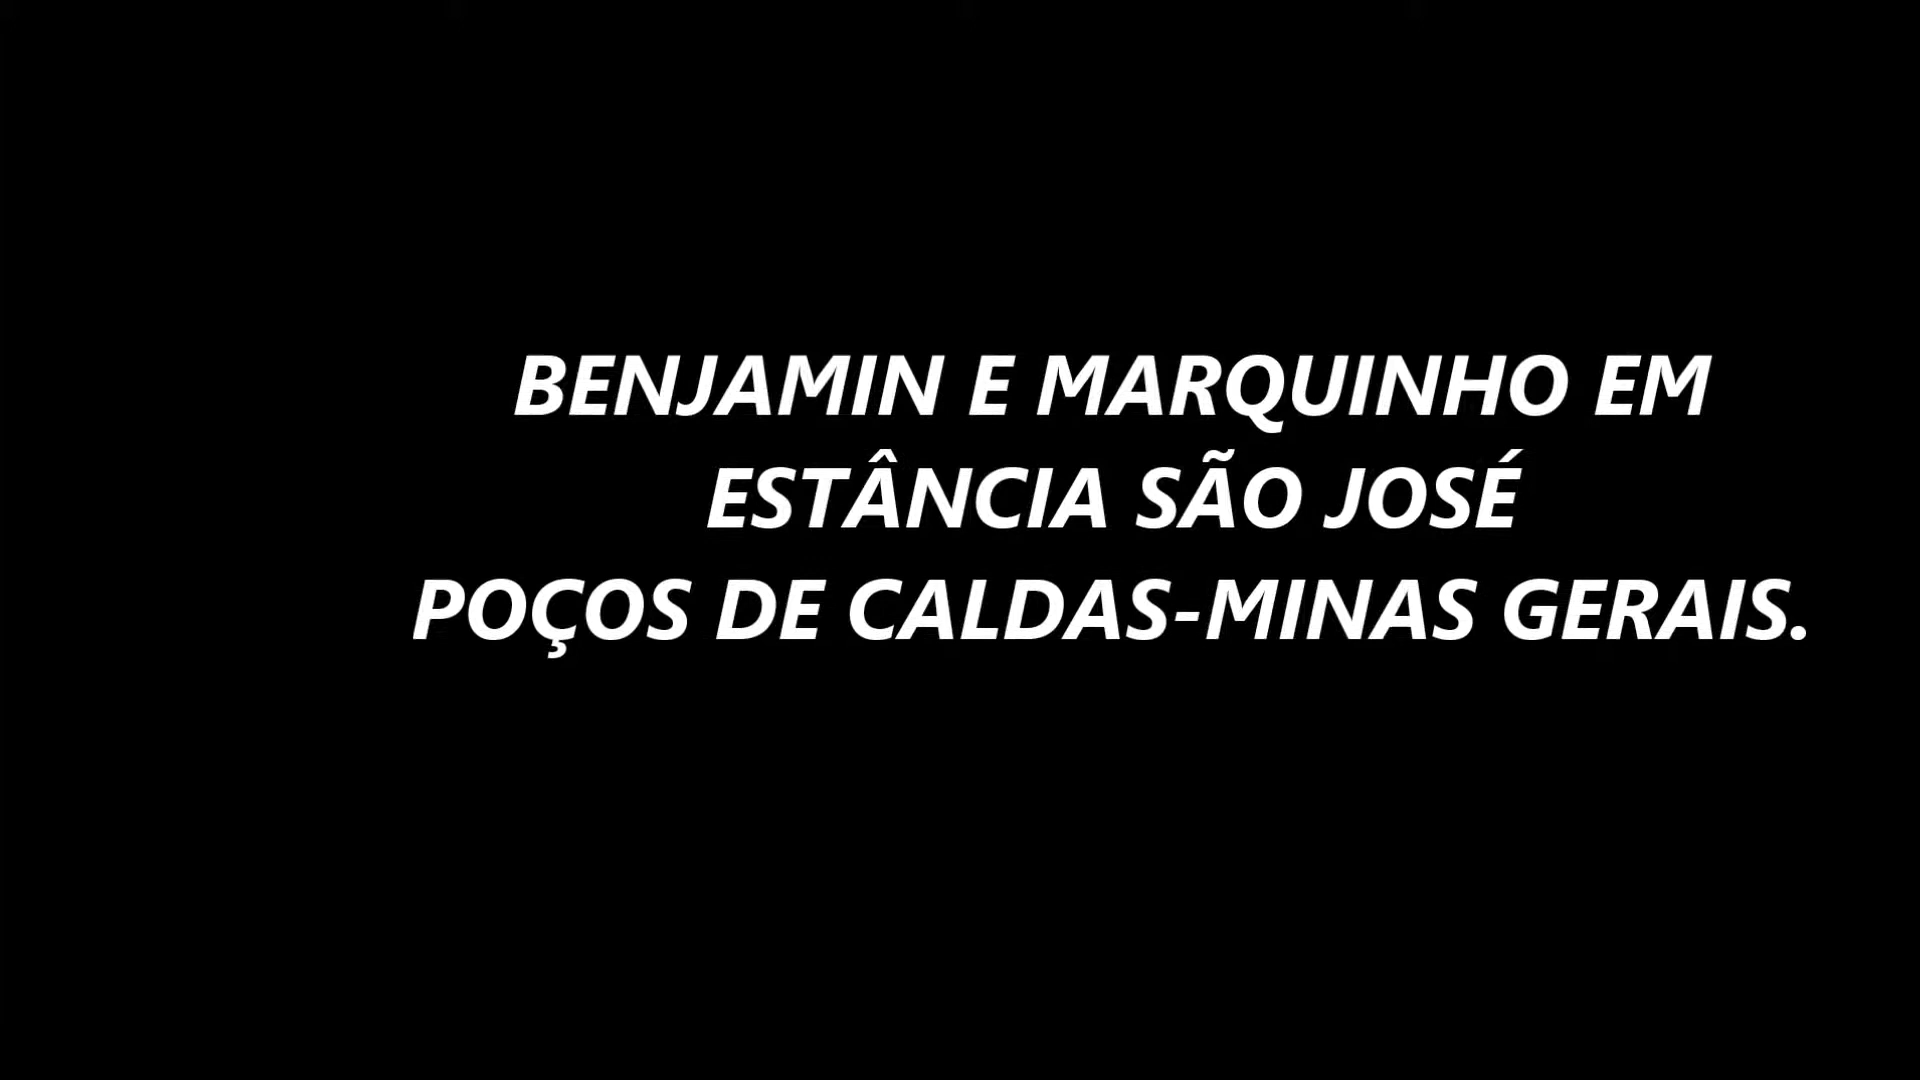 BENJAMIN E MARQUINHO EM
ESTÂNCIA SÃO JOSÉ
POÇOS DE CALDAS-MINAS GERAIS.